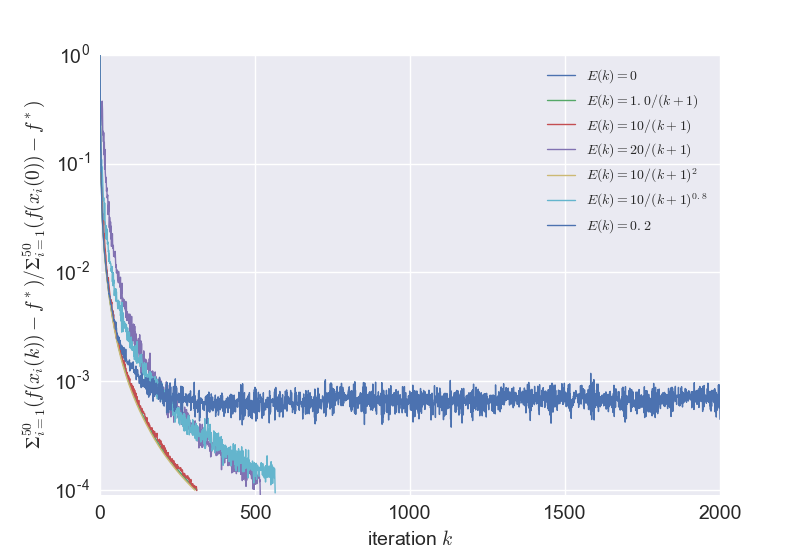 10^0
10^{-1}
10^{-2}
10^{-3}
10^{-4}
Σ_{i=1}^{50}(f(x_i(k))−f*)/Σ_{i=1}^{50}(f(x_i(0))−f*)
E(k)=0
E(k)=1.0/(k+1)
E(k)=10/(k+1)
E(k)=20/(k+1)
E(k)=10/(k+1)^2
E(k)=10/(k+1)^{0.8}
E(k)=0.2
0 500 1000 1500 2000
iteration k